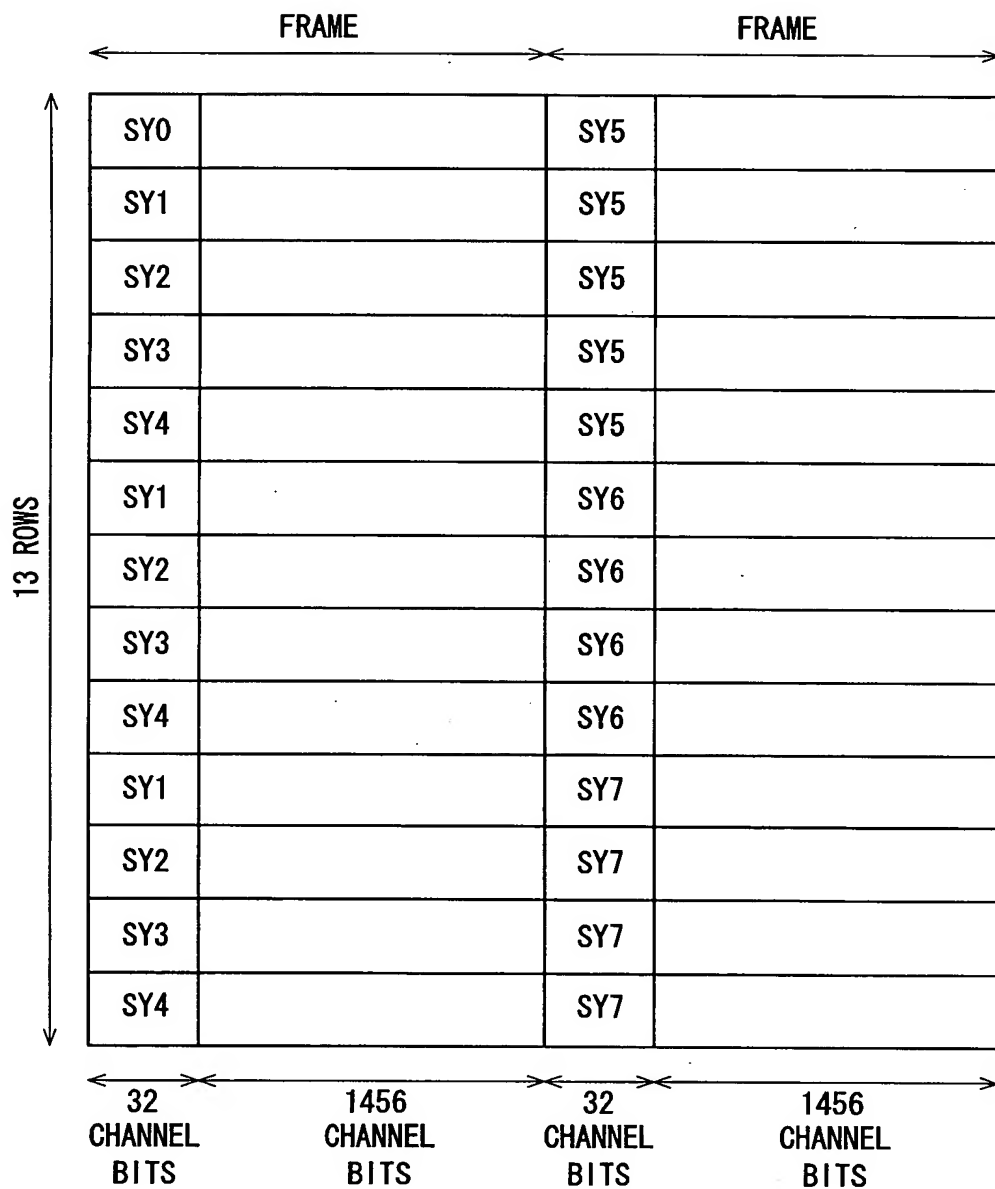 FRAME FRAME
SY0 SY5
SY1 SY5
SY2 SY5
SY3 SY5
SY4 SY5
SY1 SY6
SY2 SY6
SY3 SY6
SY4 SY6
SY1 SY7
SY2 SY7
SY3 SY7
SY4 SY7
13 ROWS
32 1456 32 1456
CHANNEL CHANNEL CHANNEL CHANNEL
BITS BITS BITS BITS